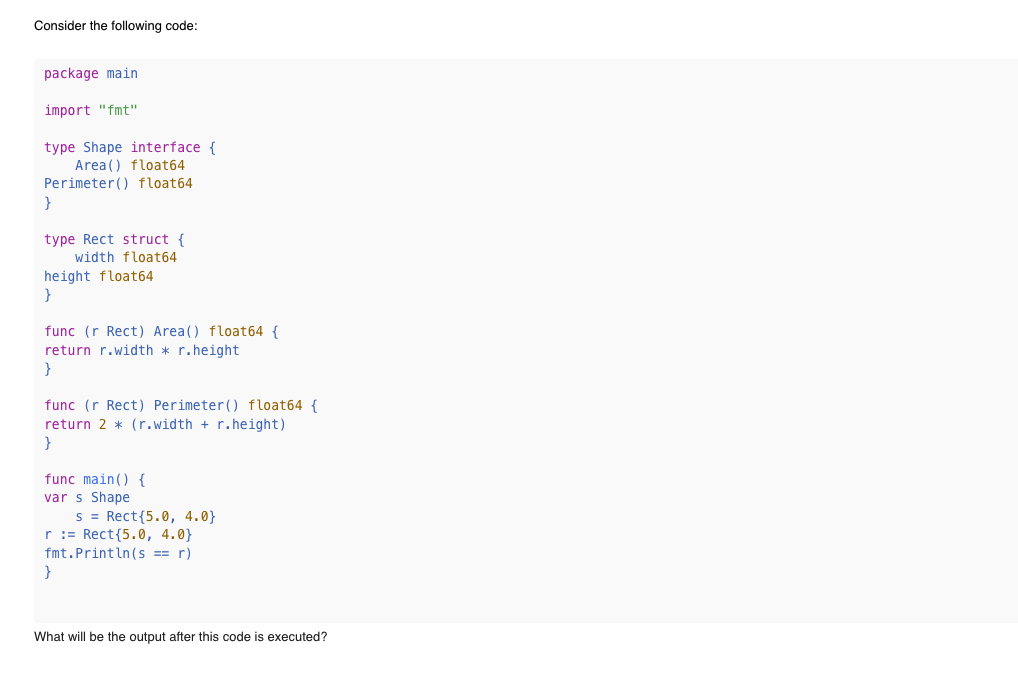 Consider the following code:
package main
import "fmt"
type Shape interface {
    Area() float64
Perimeter() float64
}
type Rect struct {
    width float64
height float64
}
func (r Rect) Area() float64 {
return r.width * r.height
}
func (r Rect) Perimeter() float64 {
return 2 * (r.width + r.height)
}
func main() {
var s Shape
    s = Rect{5.0, 4.0}
r := Rect{5.0, 4.0}
fmt.Println(s == r)
}
What will be the output after this code is executed?